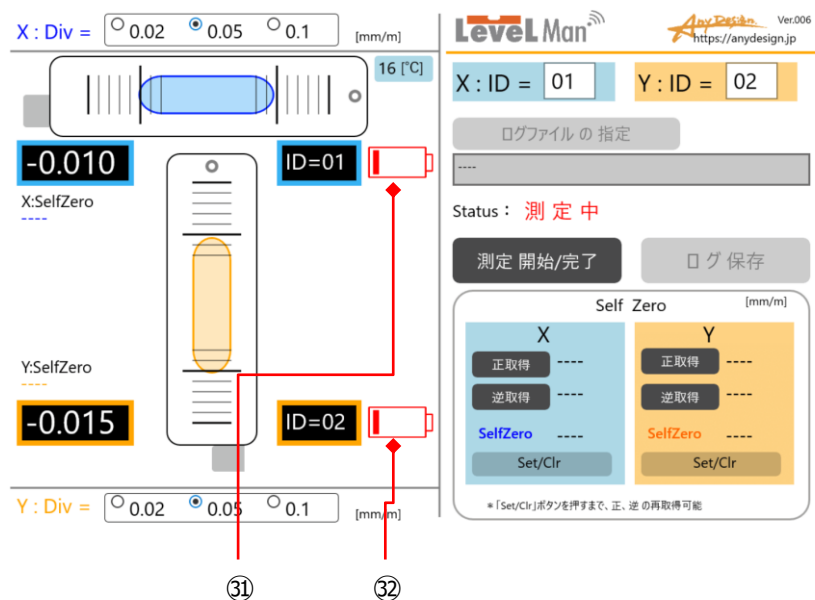 X : Div = 0.02 0.05 0.1 [mm/m]
16 [℃]
-0.010
ID=01
X:SelfZero
----
Y:SelfZero
----
-0.015
ID=02
Y : Div = 0.02 0.05 0.1 [mm/m]
㉛ ㉜
LeveL Man
AnyDesign Ver.006
https://anydesign.jp
X : ID = 01 Y : ID = 02
ログファイル の 指定
----
Status： 測 定 中
測定 開始/完了 ログ 保存
Self Zero [mm/m]
X Y
正取得 ---- 正取得 ----
逆取得 ---- 逆取得 ----
SelfZero ---- SelfZero ----
Set/Clr Set/Clr
＊「Set/Clr」ボタンを押すまで、正、逆 の再取得可能